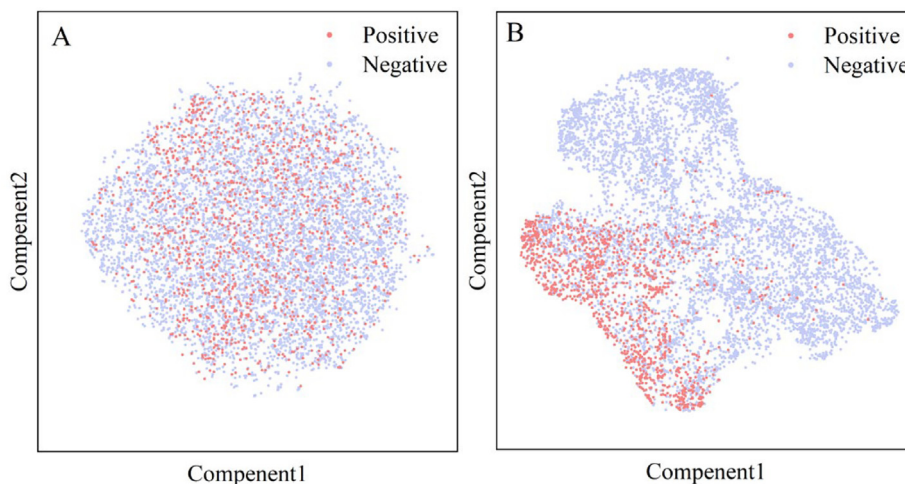 A
Positive
Negative
Compenent2
Compenent1
B
Positive
Negative
Compenent2
Compenent1